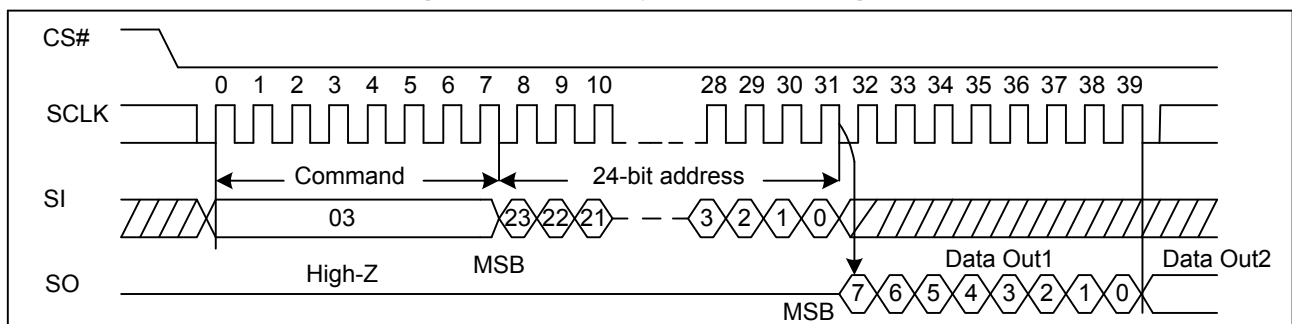 CS#
0 1 2 3 4 5 6 7 8 9 10 28 29 30 31 32 33 34 35 36 37 38 39
SCLK
Command 24-bit address
SI
03 23 22 21 3 2 1 0
High-Z MSB Data Out1 Data Out2
SO
7 6 5 4 3 2 1 0
MSB